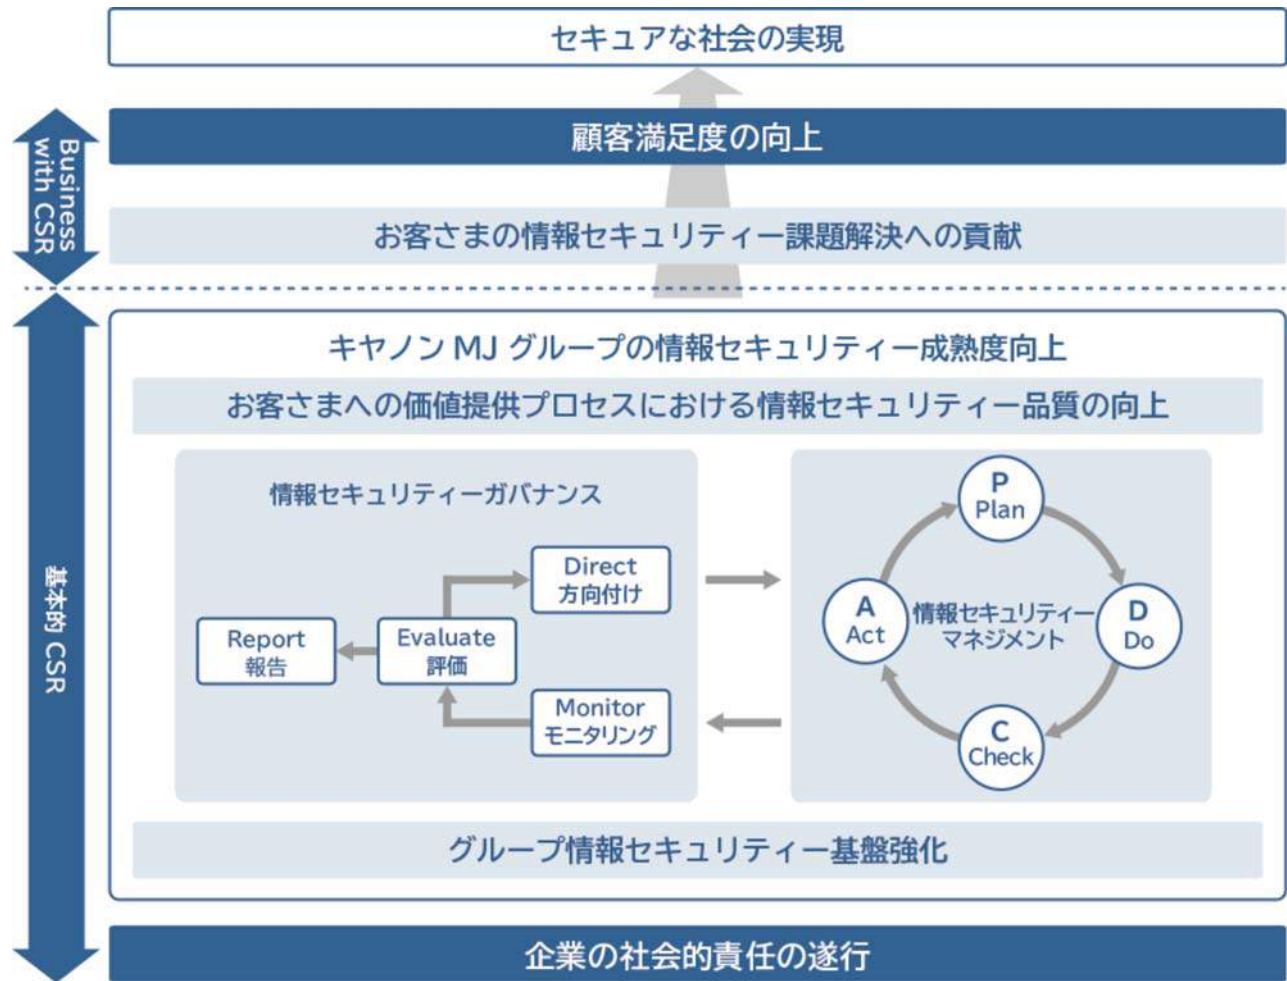 セキュアな社会の実現
顧客満足度の向上
Business
with CSR
お客さまの情報セキュリティー課題解決への貢献
キヤノン MJ グループの情報セキュリティー成熟度向上
お客さまへの価値提供プロセスにおける情報セキュリティー品質の向上
基本的 CSR
情報セキュリティーガバナンス
Direct
方向付け
Report
報告
Evaluate
評価
Monitor
モニタリング
P
Plan
A
Act
情報セキュリティー
マネジメント
D
Do
C
Check
グループ情報セキュリティー基盤強化
企業の社会的責任の遂行